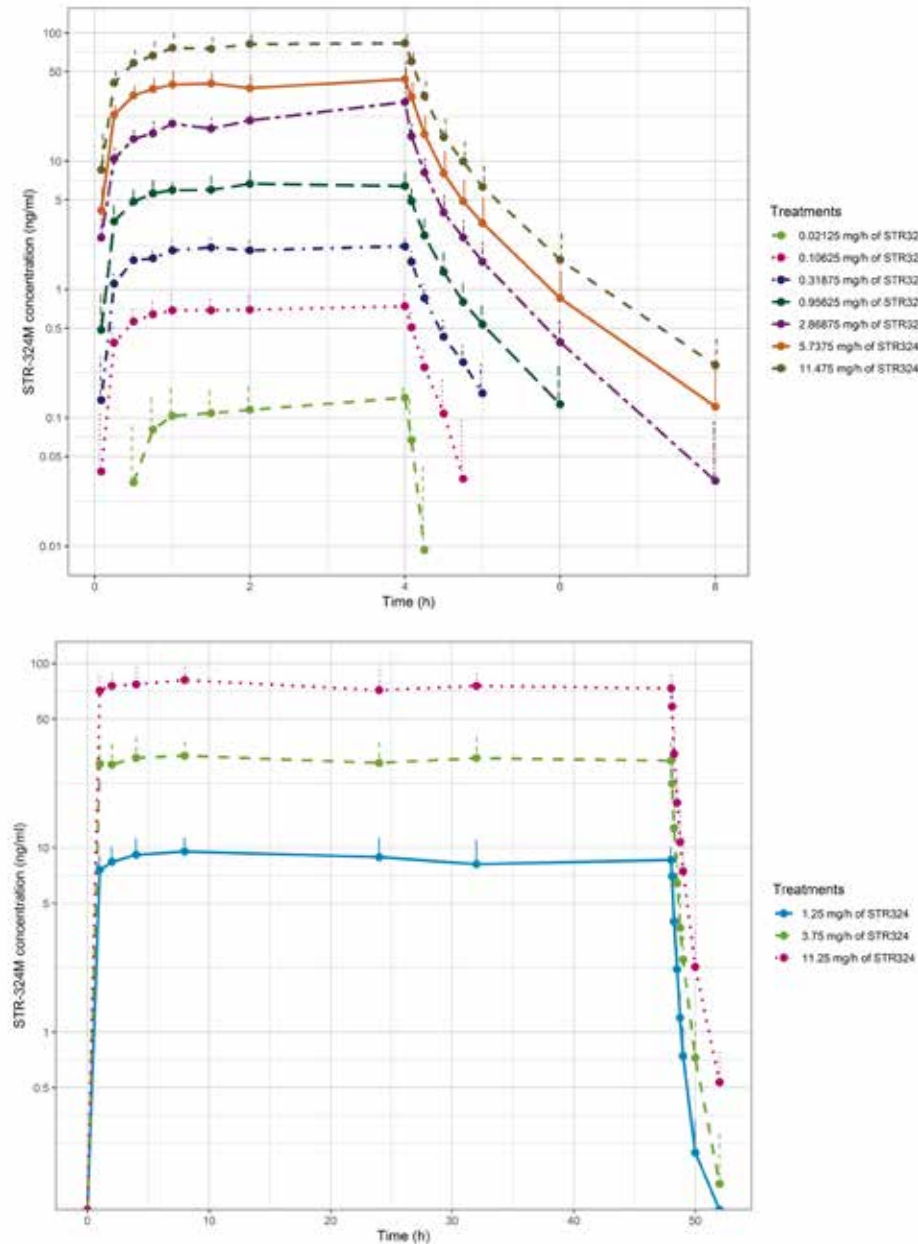 100
50
10
5
1
0.5
0.1
0.05
0.01
STR-324M concentration (ng/ml)
0 2 4 6 8
Time (h)
Treatments
0.02125 mg/h of STR32
0.10625 mg/h of STR32
0.31875 mg/h of STR32
0.95625 mg/h of STR32
2.86875 mg/h of STR32
5.7375 mg/h of STR324
11.475 mg/h of STR324
100
50
10
5
1
0.5
STR-324M concentration (ng/ml)
0 10 20 30 40 50
Time (h)
Treatments
1.25 mg/h of STR324
3.75 mg/h of STR324
11.25 mg/h of STR324